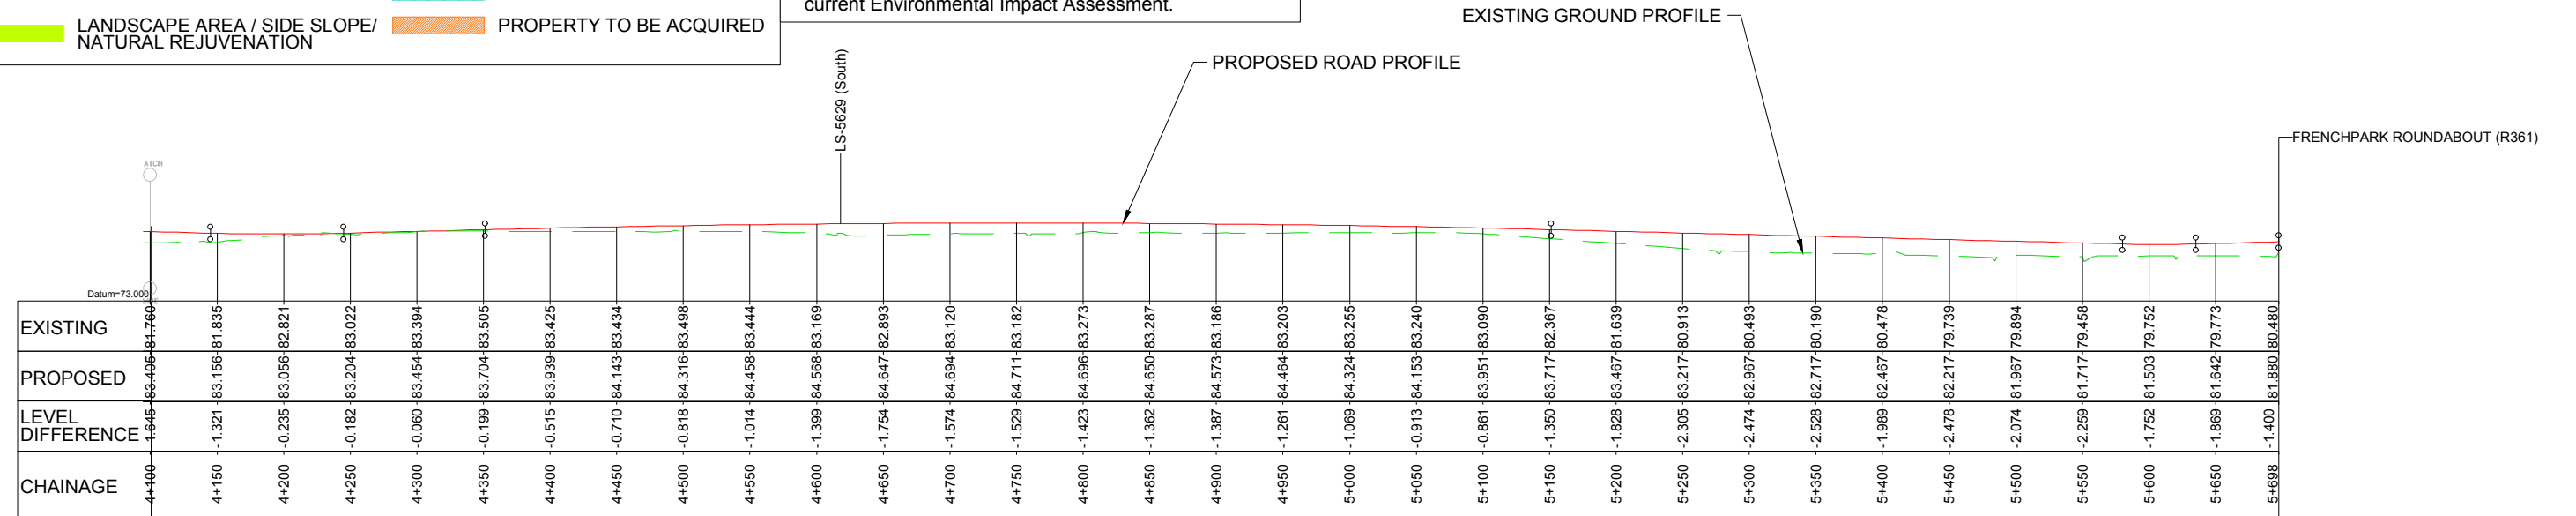 current Environmental Impact Assessment.
LANDSCAPE AREA / SIDE SLOPE/
NATURAL REJUVENATION
PROPERTY TO BE ACQUIRED
EXISTING GROUND PROFILE
PROPOSED ROAD PROFILE
LS-5629 (South)
FRENCHPARK ROUNDABOUT (R361)
ATCH
Datum=73.000
EXISTING 81.760 81.835 82.821 83.022 83.394 83.505 83.425 83.434 83.498 83.444 83.169 82.893 83.120 83.182 83.273 83.287 83.186 83.203 83.255 83.240 83.090 82.367 81.639 80.913 80.493 80.190 80.478 79.739 79.894 79.458 79.752 79.773 80.480
PROPOSED 83.405 83.156 83.056 83.204 83.454 83.704 83.939 84.143 84.316 84.458 84.568 84.647 84.694 84.711 84.696 84.650 84.573 84.464 84.324 84.153 83.951 83.717 83.467 83.217 82.967 82.717 82.467 82.217 81.967 81.717 81.503 81.642 81.880
LEVEL
DIFFERENCE -1.645 -1.321 -0.235 -0.182 -0.060 -0.199 -0.515 -0.710 -0.818 -1.014 -1.399 -1.754 -1.574 -1.529 -1.423 -1.362 -1.387 -1.261 -1.069 -0.913 -0.861 -1.350 -1.828 -2.305 -2.474 -2.528 -1.989 -2.478 -2.074 -2.259 -1.752 -1.869 -1.400
CHAINAGE 4+100 4+150 4+200 4+250 4+300 4+350 4+400 4+450 4+500 4+550 4+600 4+650 4+700 4+750 4+800 4+850 4+900 4+950 5+000 5+050 5+100 5+150 5+200 5+250 5+300 5+350 5+400 5+450 5+500 5+550 5+600 5+650 5+698